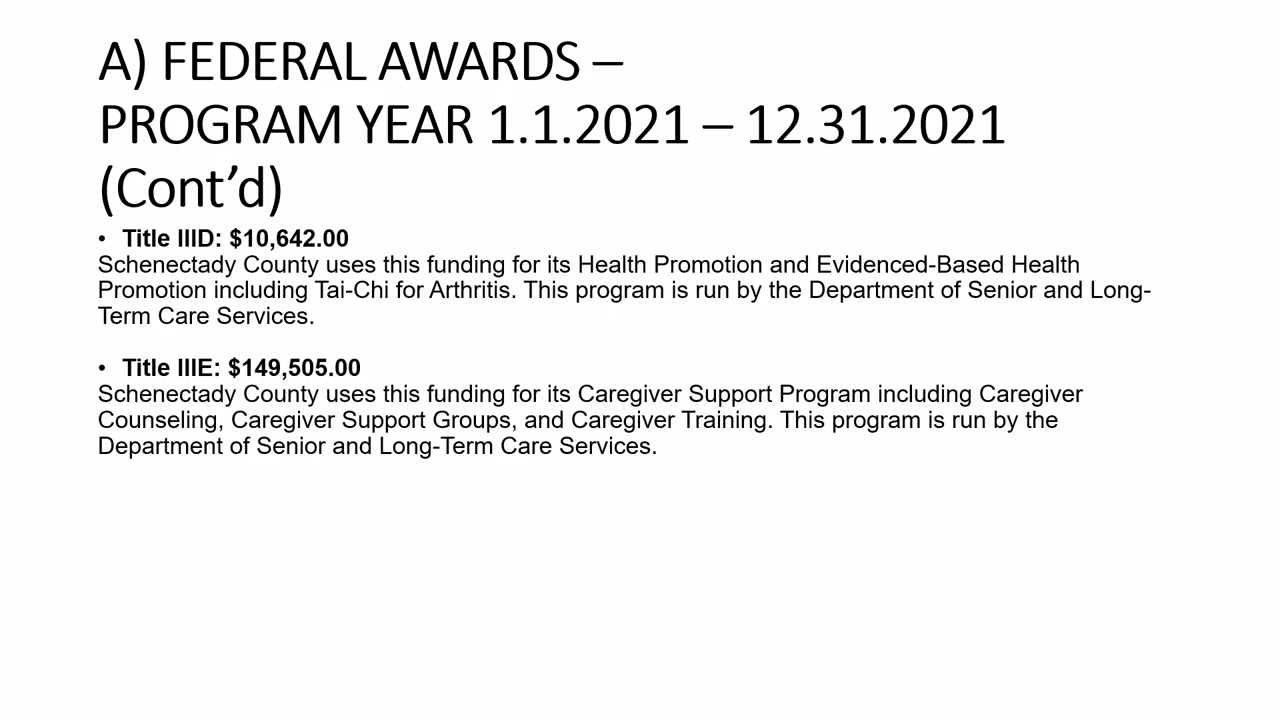 A) FEDERAL AWARDS –
PROGRAM YEAR 1.1.2021 – 12.31.2021
(Cont’d)
• Title IIID: $10,642.00
Schenectady County uses this funding for its Health Promotion and Evidenced-Based Health
Promotion including Tai-Chi for Arthritis. This program is run by the Department of Senior and Long-
Term Care Services.
• Title IIIE: $149,505.00
Schenectady County uses this funding for its Caregiver Support Program including Caregiver
Counseling, Caregiver Support Groups, and Caregiver Training. This program is run by the
Department of Senior and Long-Term Care Services.